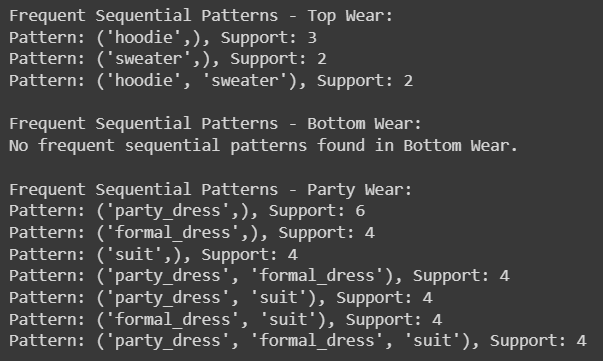 Frequent Sequential Patterns - Top Wear:
Pattern: ('hoodie',), Support: 3
Pattern: ('sweater',), Support: 2
Pattern: ('hoodie', 'sweater'), Support: 2
Frequent Sequential Patterns - Bottom Wear:
No frequent sequential patterns found in Bottom Wear.
Frequent Sequential Patterns - Party Wear:
Pattern: ('party_dress',), Support: 6
Pattern: ('formal_dress',), Support: 4
Pattern: ('suit',), Support: 4
Pattern: ('party_dress', 'formal_dress'), Support: 4
Pattern: ('party_dress', 'suit'), Support: 4
Pattern: ('formal_dress', 'suit'), Support: 4
Pattern: ('party_dress', 'formal_dress', 'suit'), Support: 4